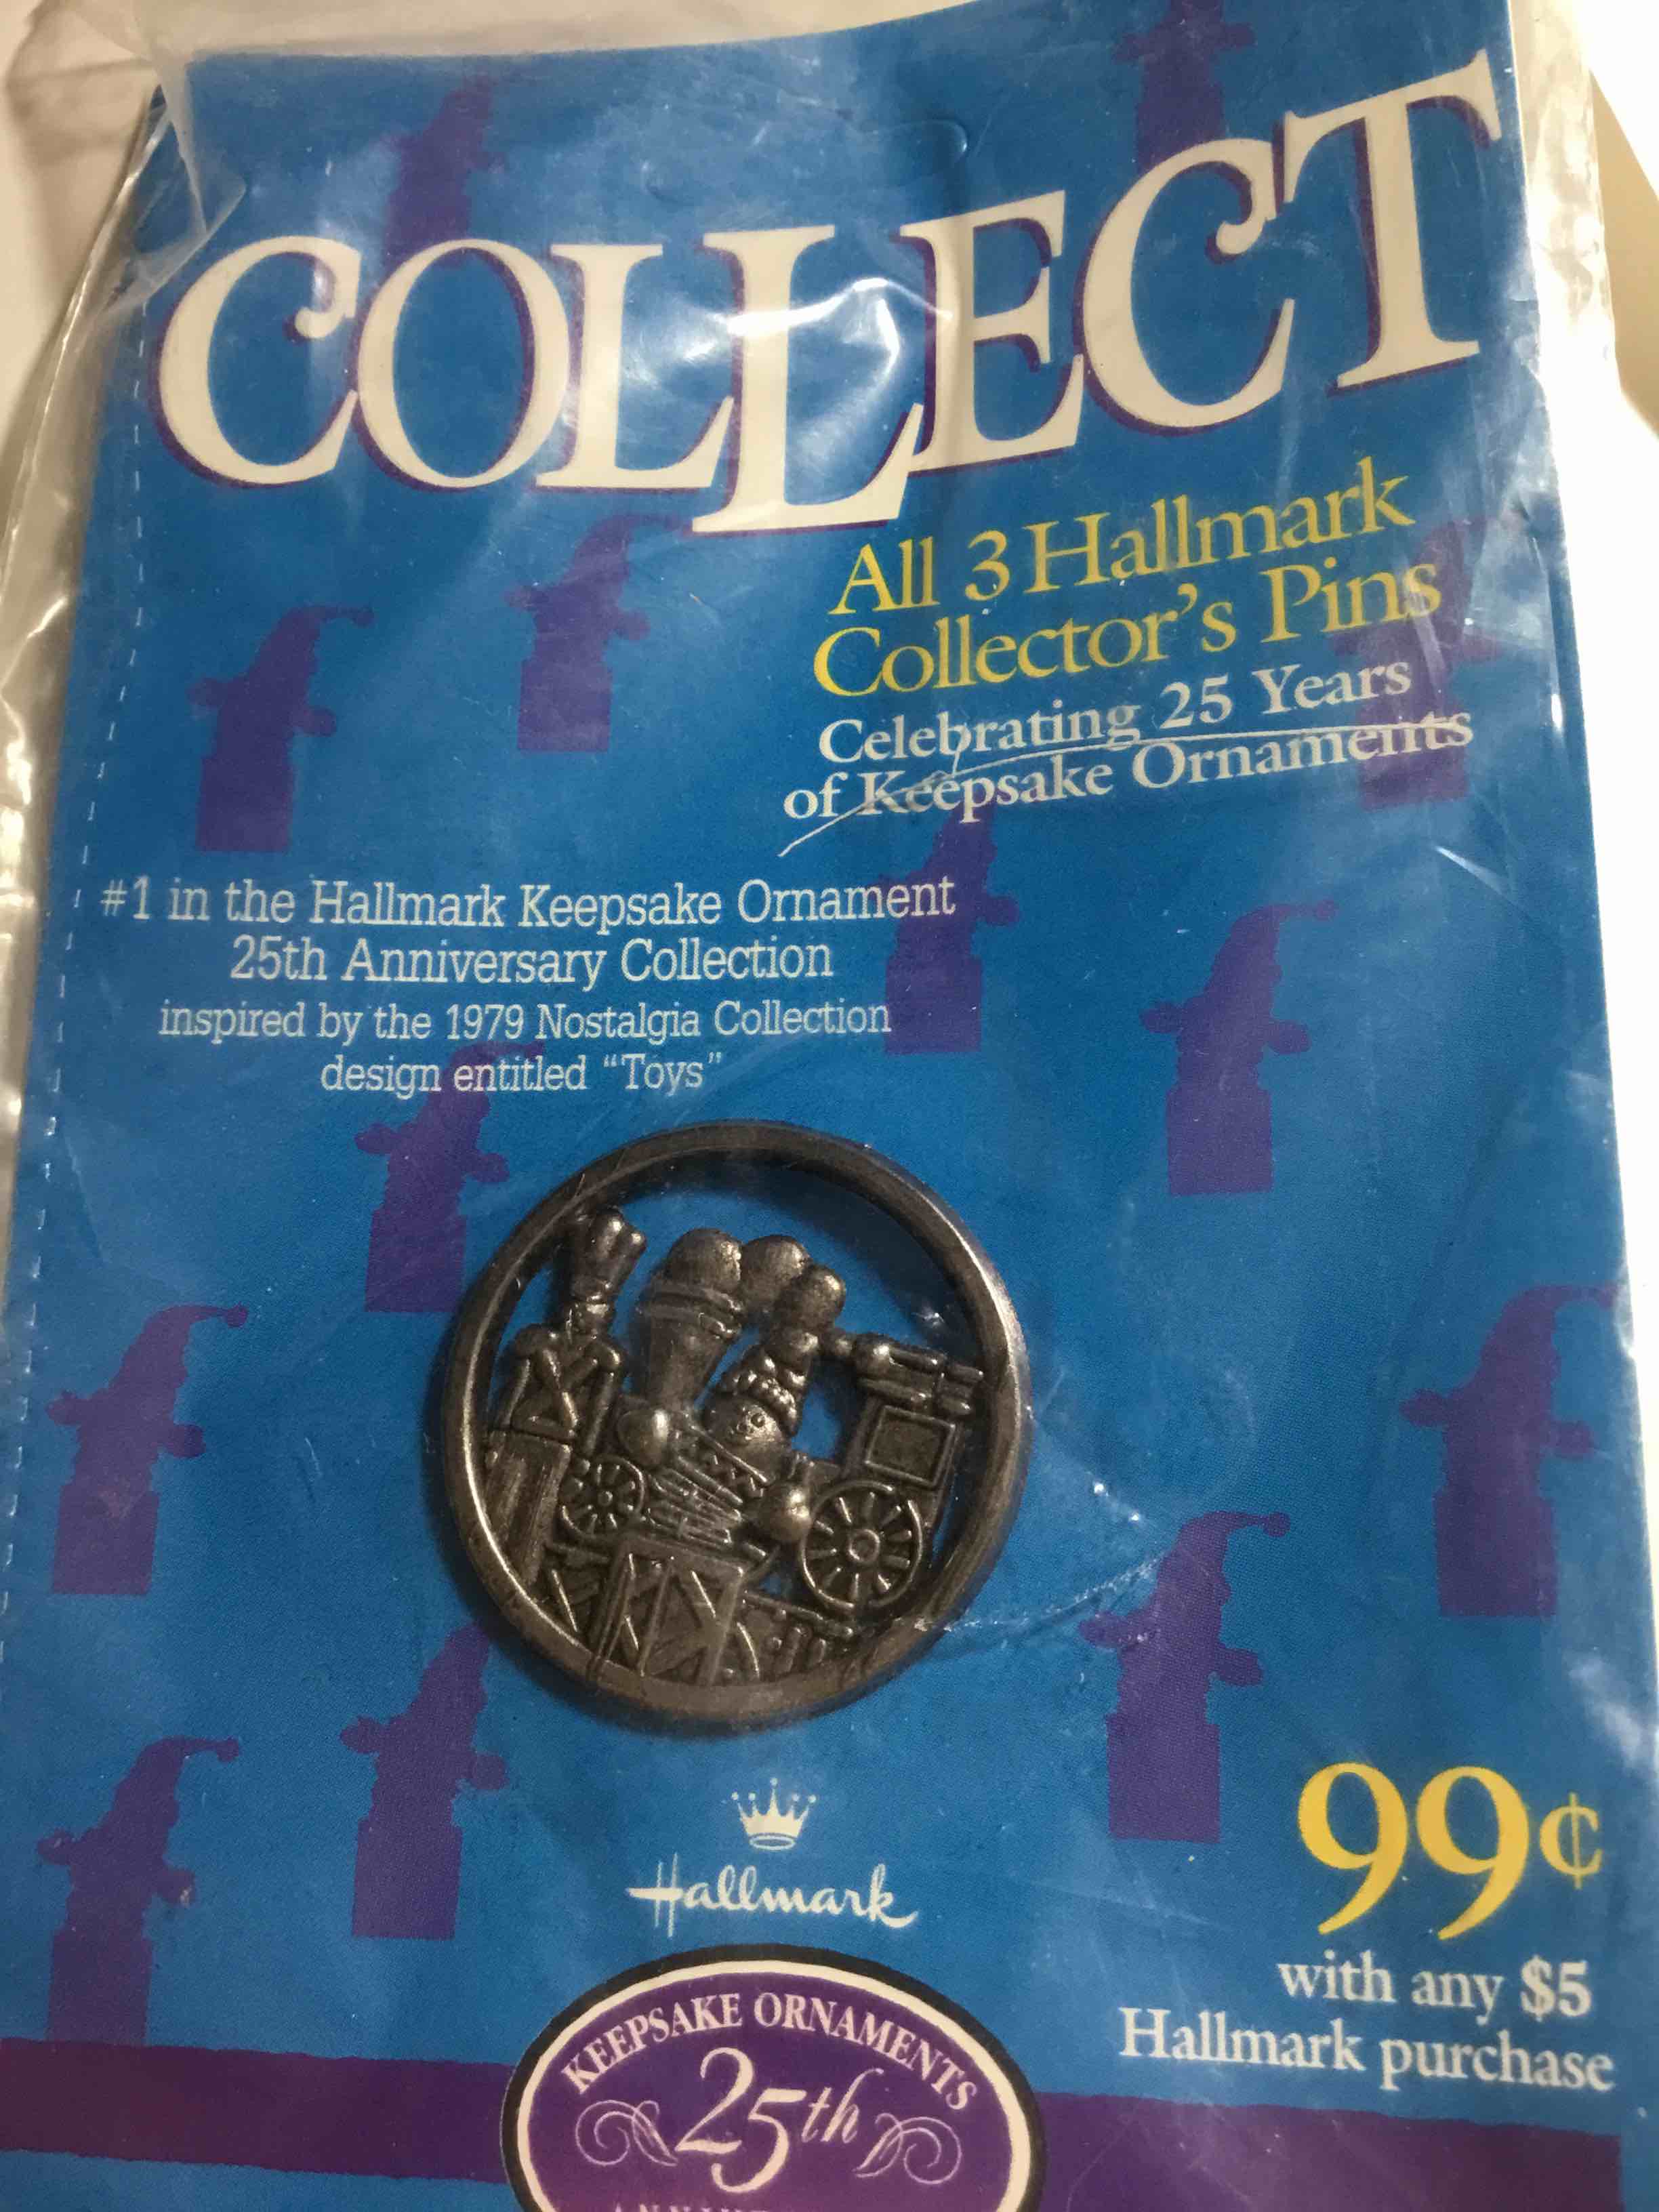 COLLECT
All 3 Hallmark
Collector's Pins
Celebrating 25 Years
of Keepsake Ornaments
#1 in the Hallmark Keepsake Ornament
25th Anniversary Collection
inspired by the 1979 Nostalgia Collection
design entitled “Toys”
Hallmark
99¢
with any $5
Hallmark purchase
KEEPSAKE ORNAMENTS
25th